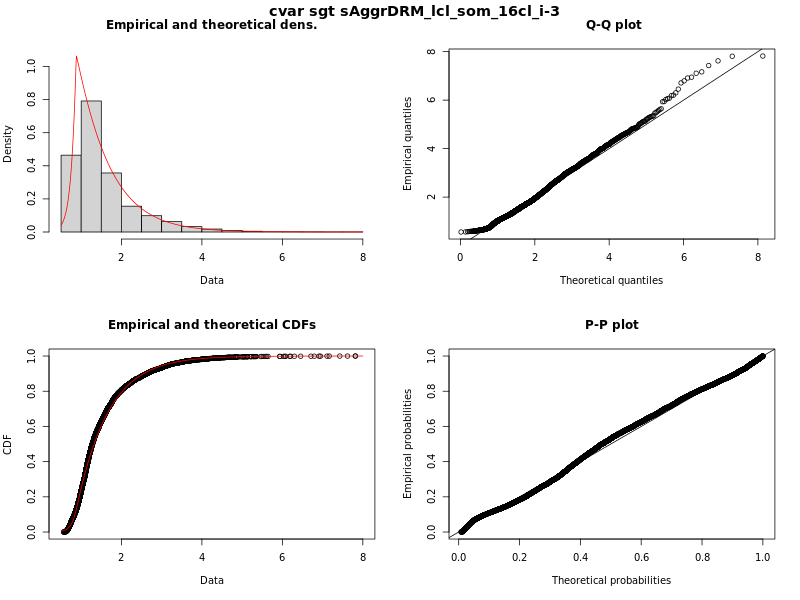 cvar sgt sAggrDRM_lcl_som_16cl_i-3
Empirical and theoretical dens.
Density
0.0 0.2 0.4 0.6 0.8 1.0
2 4 6 8
Data
Q-Q plot
Empirical quantiles
2 4 6 8
0 2 4 6 8
Theoretical quantiles
Empirical and theoretical CDFs
CDF
0.0 0.2 0.4 0.6 0.8 1.0
2 4 6 8
Data
P-P plot
Empirical probabilities
0.0 0.2 0.4 0.6 0.8 1.0
0.0 0.2 0.4 0.6 0.8 1.0
Theoretical probabilities